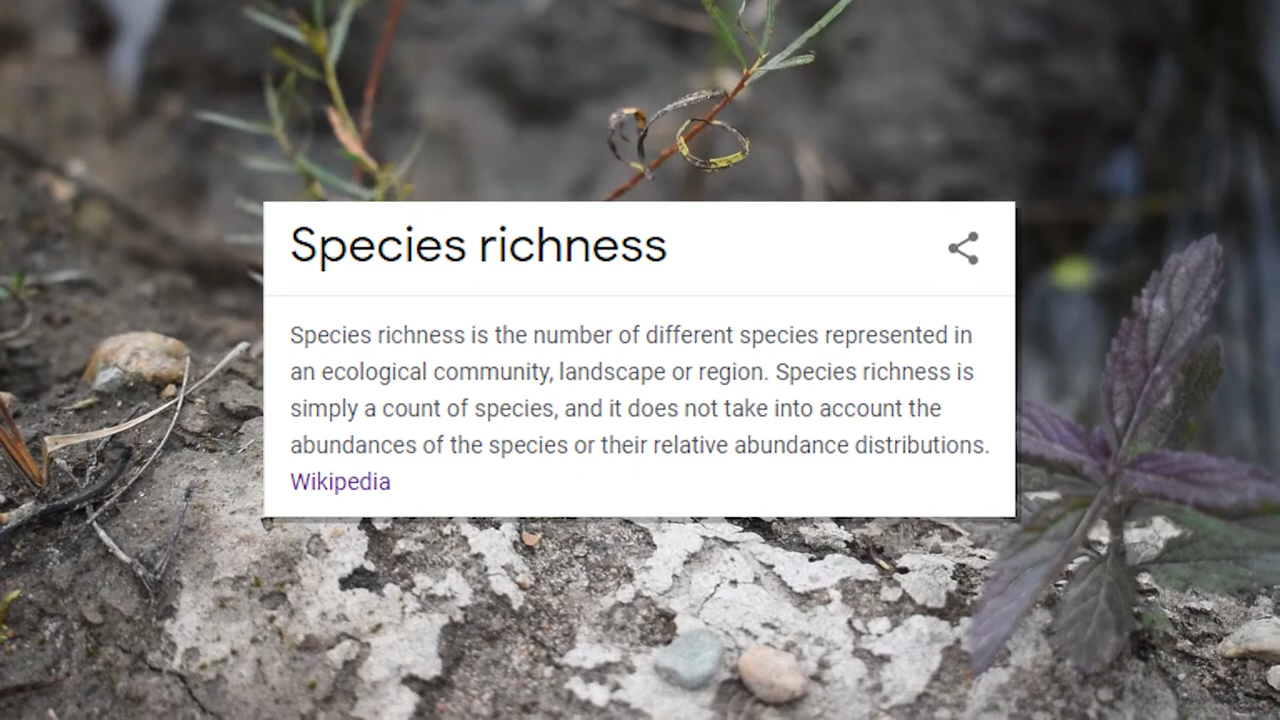 Species richness
Species richness is the number of different species represented in
an ecological community, landscape or region. Species richness is
simply a count of species, and it does not take into account the
abundances of the species or their relative abundance distributions.
Wikipedia